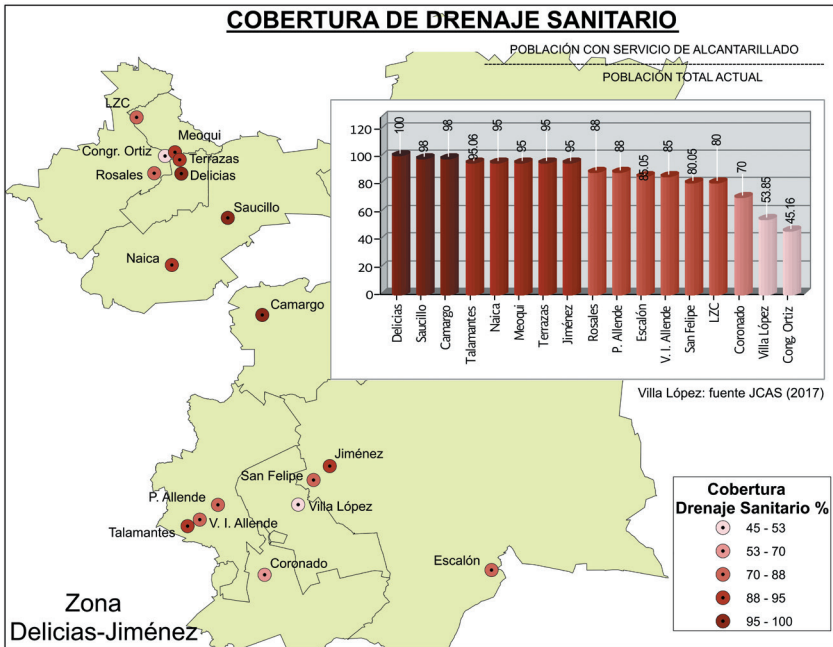 COBERTURA DE DRENAJE SANITARIO
POBLACIÓN CON SERVICIO DE ALCANTARILLADO
POBLACIÓN TOTAL ACTUAL
LZC
Meoqui
Congr. Ortiz
Terrazas
Rosales
Delicias
Saucillo
Naica
Camargo
120
100
80
60
40
20
0
100
98
98
95.06
95
95
95
95
88
88
85.05
85
80.05
80
70
53.85
45.16
Delicias
Saucillo
Camargo
Talamantes
Naica
Meoqui
Terrazas
Jiménez
Rosales
P. Allende
Escalón
V. I. Allende
San Felipe
LZC
Coronado
Villa López
Cong. Ortiz
Villa López: fuente JCAS (2017)
Jiménez
San Felipe
P. Allende
Villa López
V. I. Allende
Talamantes
Coronado
Escalón
Cobertura
Drenaje Sanitario %
45 - 53
53 - 70
70 - 88
88 - 95
95 - 100
Zona
Delicias-Jiménez